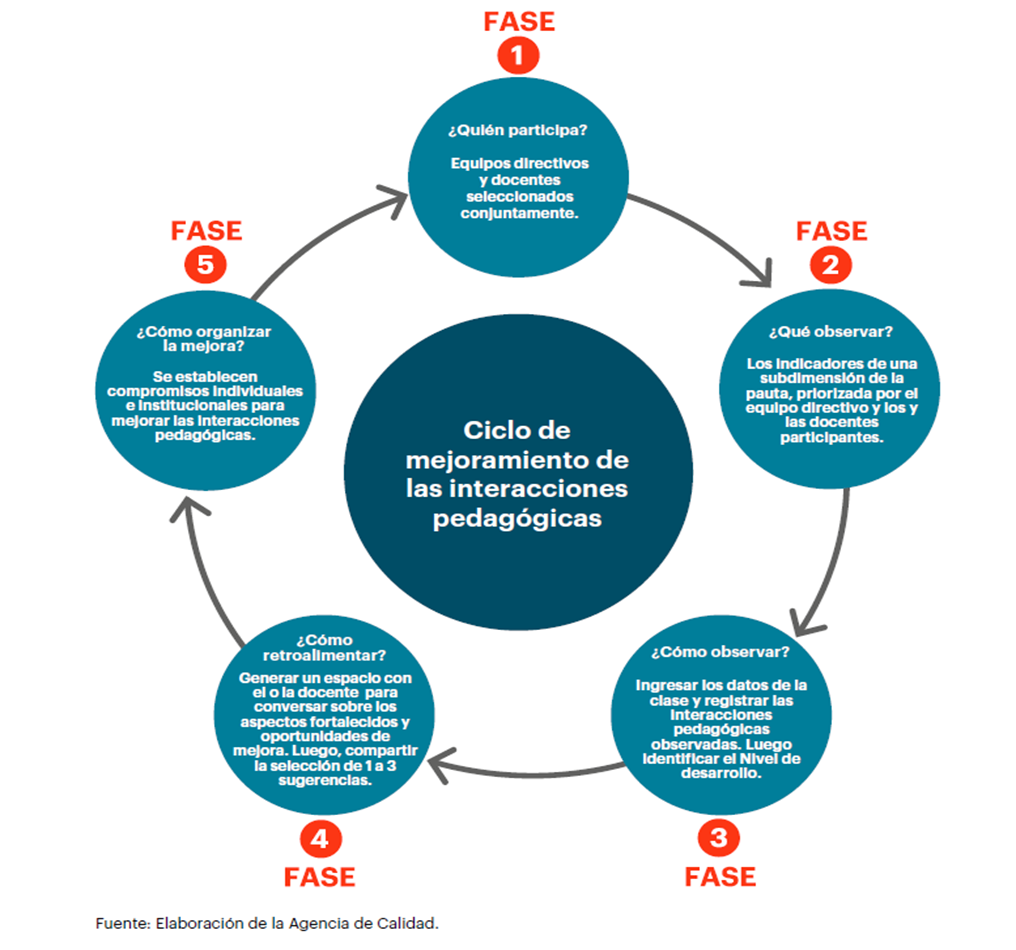 FASE
1
¿Quién participa?
Equipos directivos
y docentes
seleccionados
conjuntamente.
FASE
2
¿Qué observar?
Los indicadores de una
subdimensión de la
pauta, priorizada por el
equipo directivo y los y
las docentes
participantes.
¿Cómo observar?
Ingresar los datos de la
clase y registrar las
interacciones
pedagógicas
observadas. Luego
identificar el Nivel de
desarrollo.
3
FASE
¿Cómo
retroalimentar?
Generar un espacio con
el o la docente para
conversar sobre los
aspectos fortalecidos y
oportunidades de
mejora. Luego, compartir
la selección de 1 a 3
sugerencias.
4
FASE
FASE
5
¿Cómo organizar
la mejora?
Se establecen
compromisos individuales
e institucionales para
mejorar las interacciones
pedagógicas.
Ciclo de
mejoramiento de
las interacciones
pedagógicas
Fuente: Elaboración de la Agencia de Calidad.